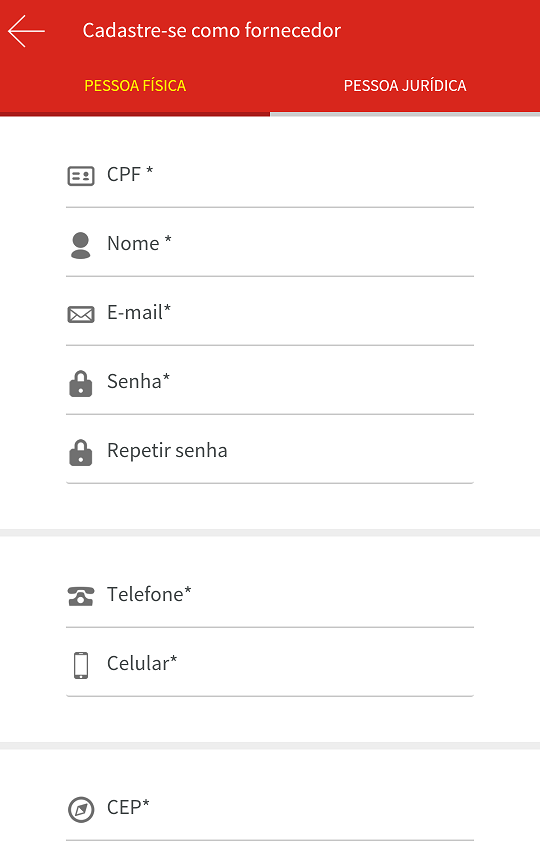 Cadastre-se como fornecedor
PESSOA FÍSICA
PESSOA JURÍDICA
CPF *
Nome *
E-mail*
Senha*
Repetir senha
Telefone*
Celular*
CEP*